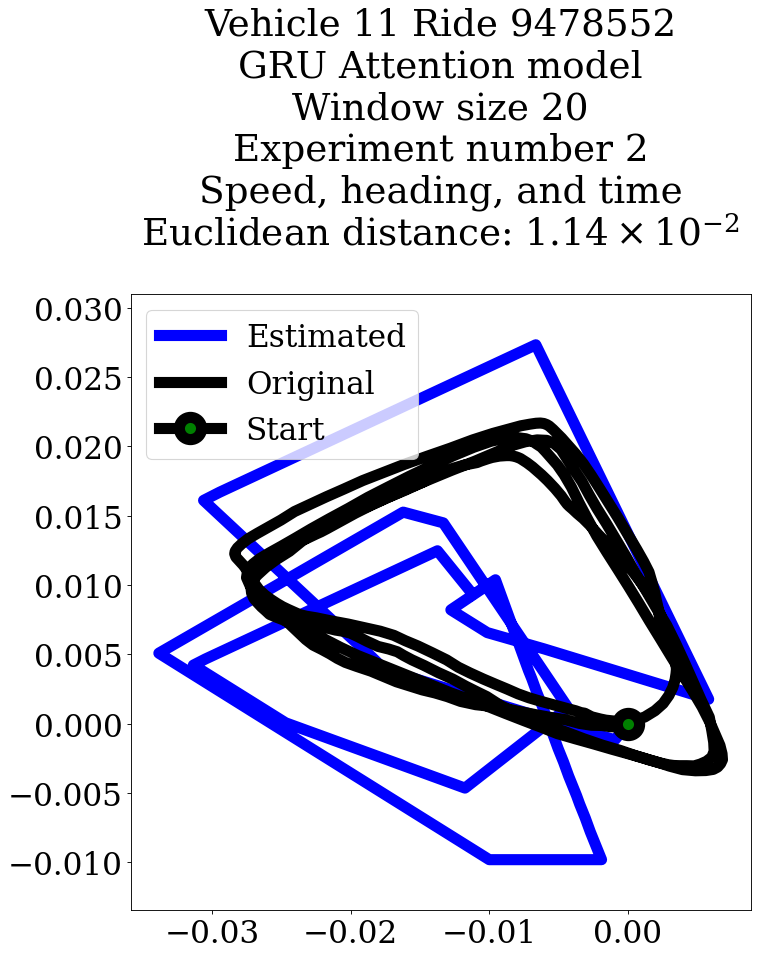 Vehicle 11 Ride 9478552
GRU Attention model
Window size 20
Experiment number 2
Speed, heading, and time
Euclidean distance: 1.14 × 10⁻²
0.030
Estimated
0.025
Original
Start
0.020
0.015
0.010
0.005
0.000
−0.005
−0.010
−0.03 −0.02 −0.01 0.00